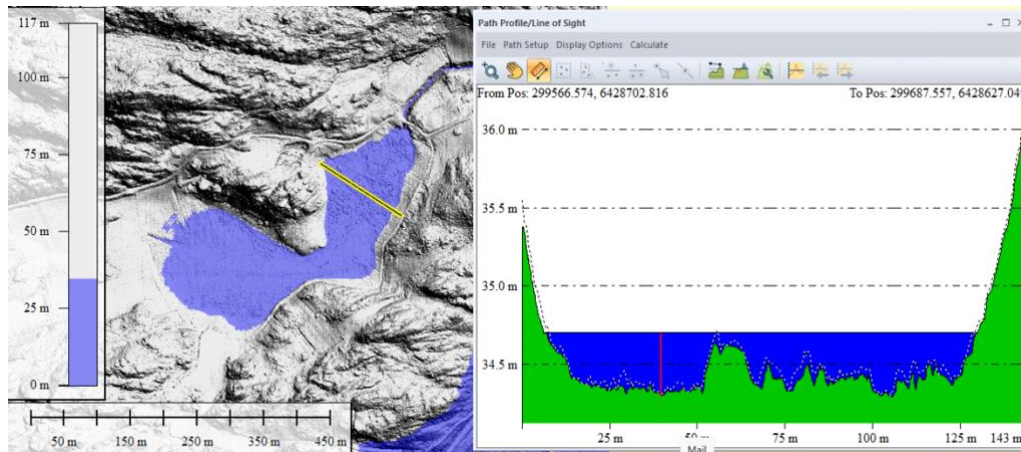 117 m
100 m
75 m
50 m
25 m
0 m
50 m 150 m 250 m 350 m 450 m
Path Profile/Line of Sight
File Path Setup Display Options Calculate
From Pos: 299566.574, 6428702.816 To Pos: 299687.557, 6428627.04
36.0 m
35.5 m
35.0 m
34.5 m
25 m 75 m 100 m 125 m 143 m
Mail